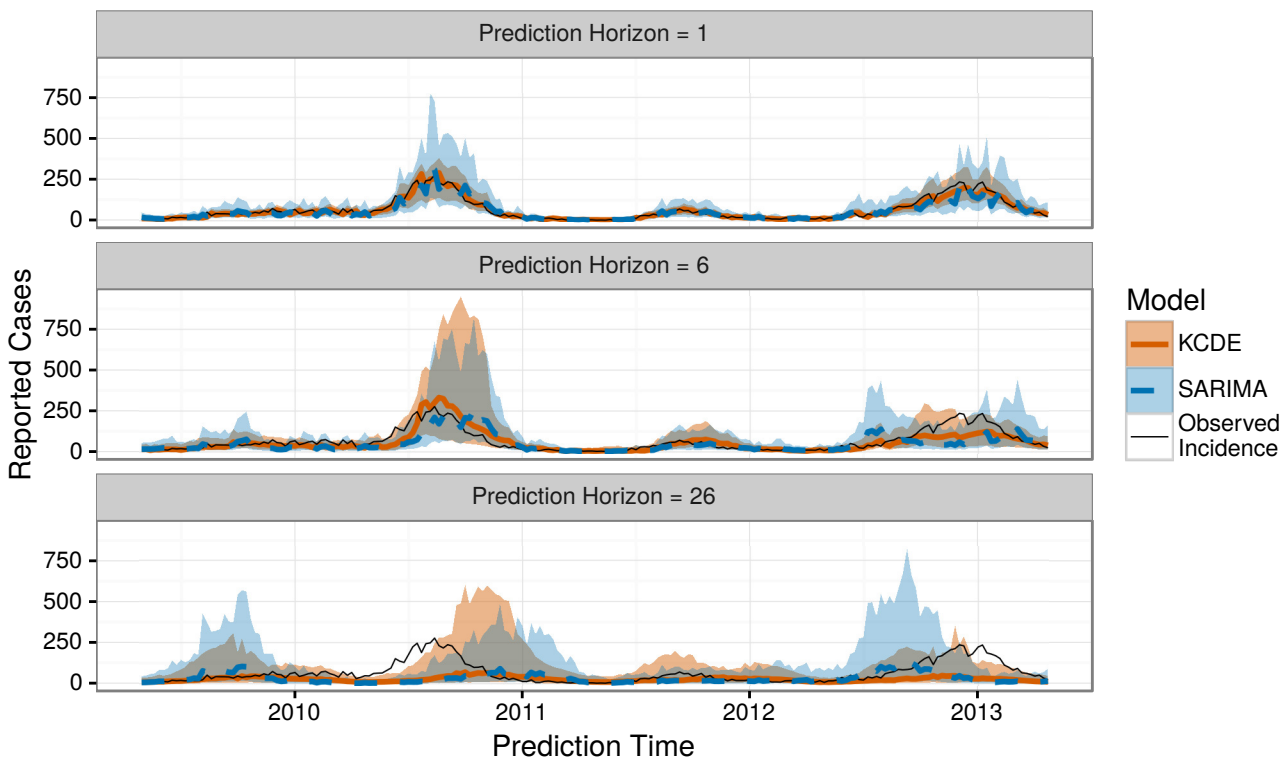 Prediction Horizon = 1
750
500
250
0
Prediction Horizon = 6
750
500
250
0
Prediction Horizon = 26
750
500
250
0
2010 2011 2012 2013
Prediction Time
Reported Cases
Model
KCDE
SARIMA
Observed
Incidence